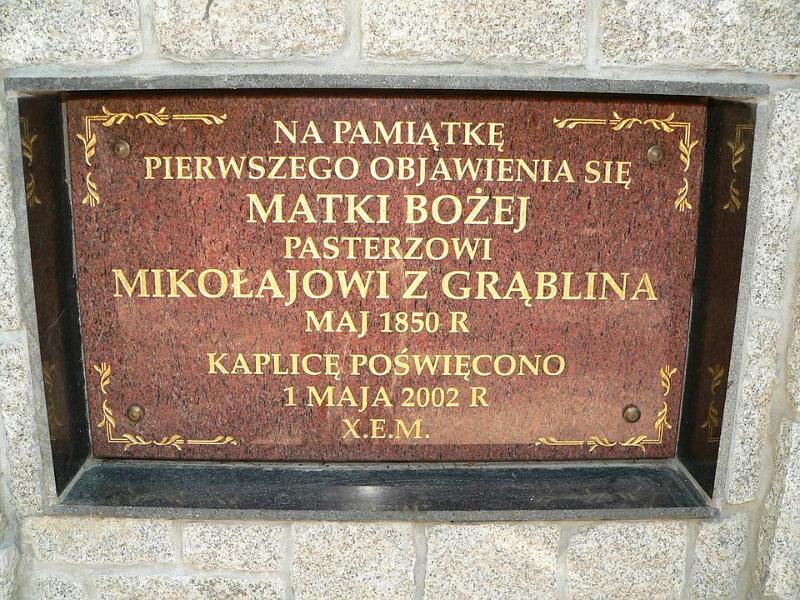 NA PAMIĄTKĘ
PIERWSZEGO OBJAWIENIA SIĘ
MATKI BOŻEJ
PASTERZOWI
MIKOŁAJOWI Z GRĄBLINA
MAJ 1850 R
KAPLICĘ POŚWIĘCONO
1 MAJA 2002 R
X.E.M.